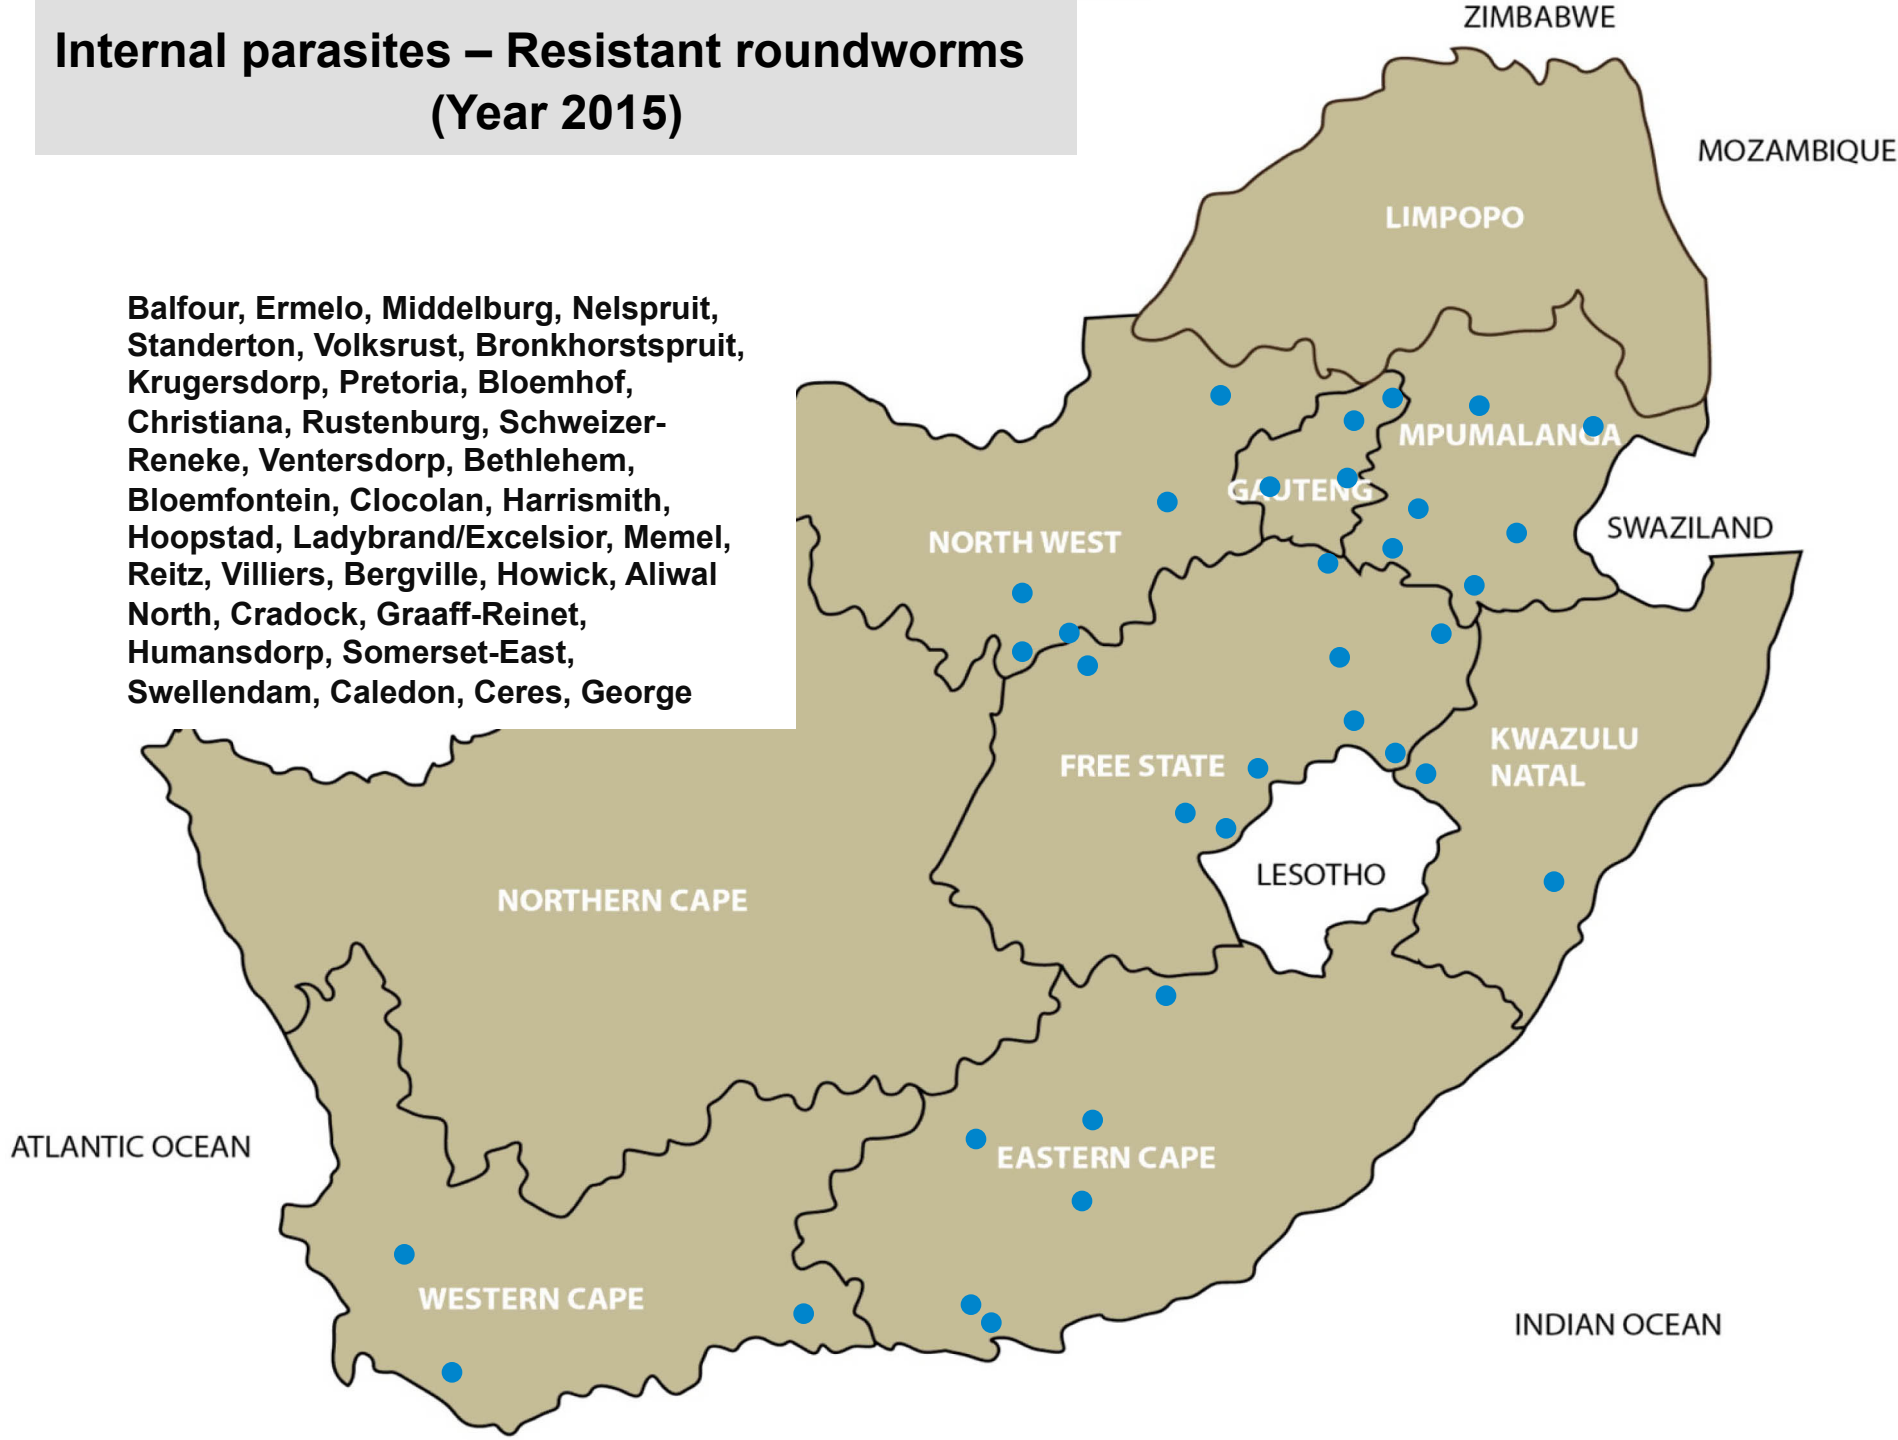 Internal parasites – Resistant roundworms
(Year 2015)
Balfour, Ermelo, Middelburg, Nelspruit,
Standerton, Volksrust, Bronkhorstspruit,
Krugersdorp, Pretoria, Bloemhof,
Christiana, Rustenburg, Schweizer-
Reneke, Ventersdorp, Bethlehem,
Bloemfontein, Clocolan, Harrismith,
Hoopstad, Ladybrand/Excelsior, Memel,
Reitz, Villiers, Bergville, Howick, Aliwal
North, Cradock, Graaff-Reinet,
Humansdorp, Somerset-East,
Swellendam, Caledon, Ceres, George
ZIMBABWE
MOZAMBIQUE
LIMPOPO
MPUMALANGA
GAUTENG
NORTH WEST
SWAZILAND
KWAZULU
NATAL
FREE STATE
LESOTHO
NORTHERN CAPE
ATLANTIC OCEAN
EASTERN CAPE
WESTERN CAPE
INDIAN OCEAN